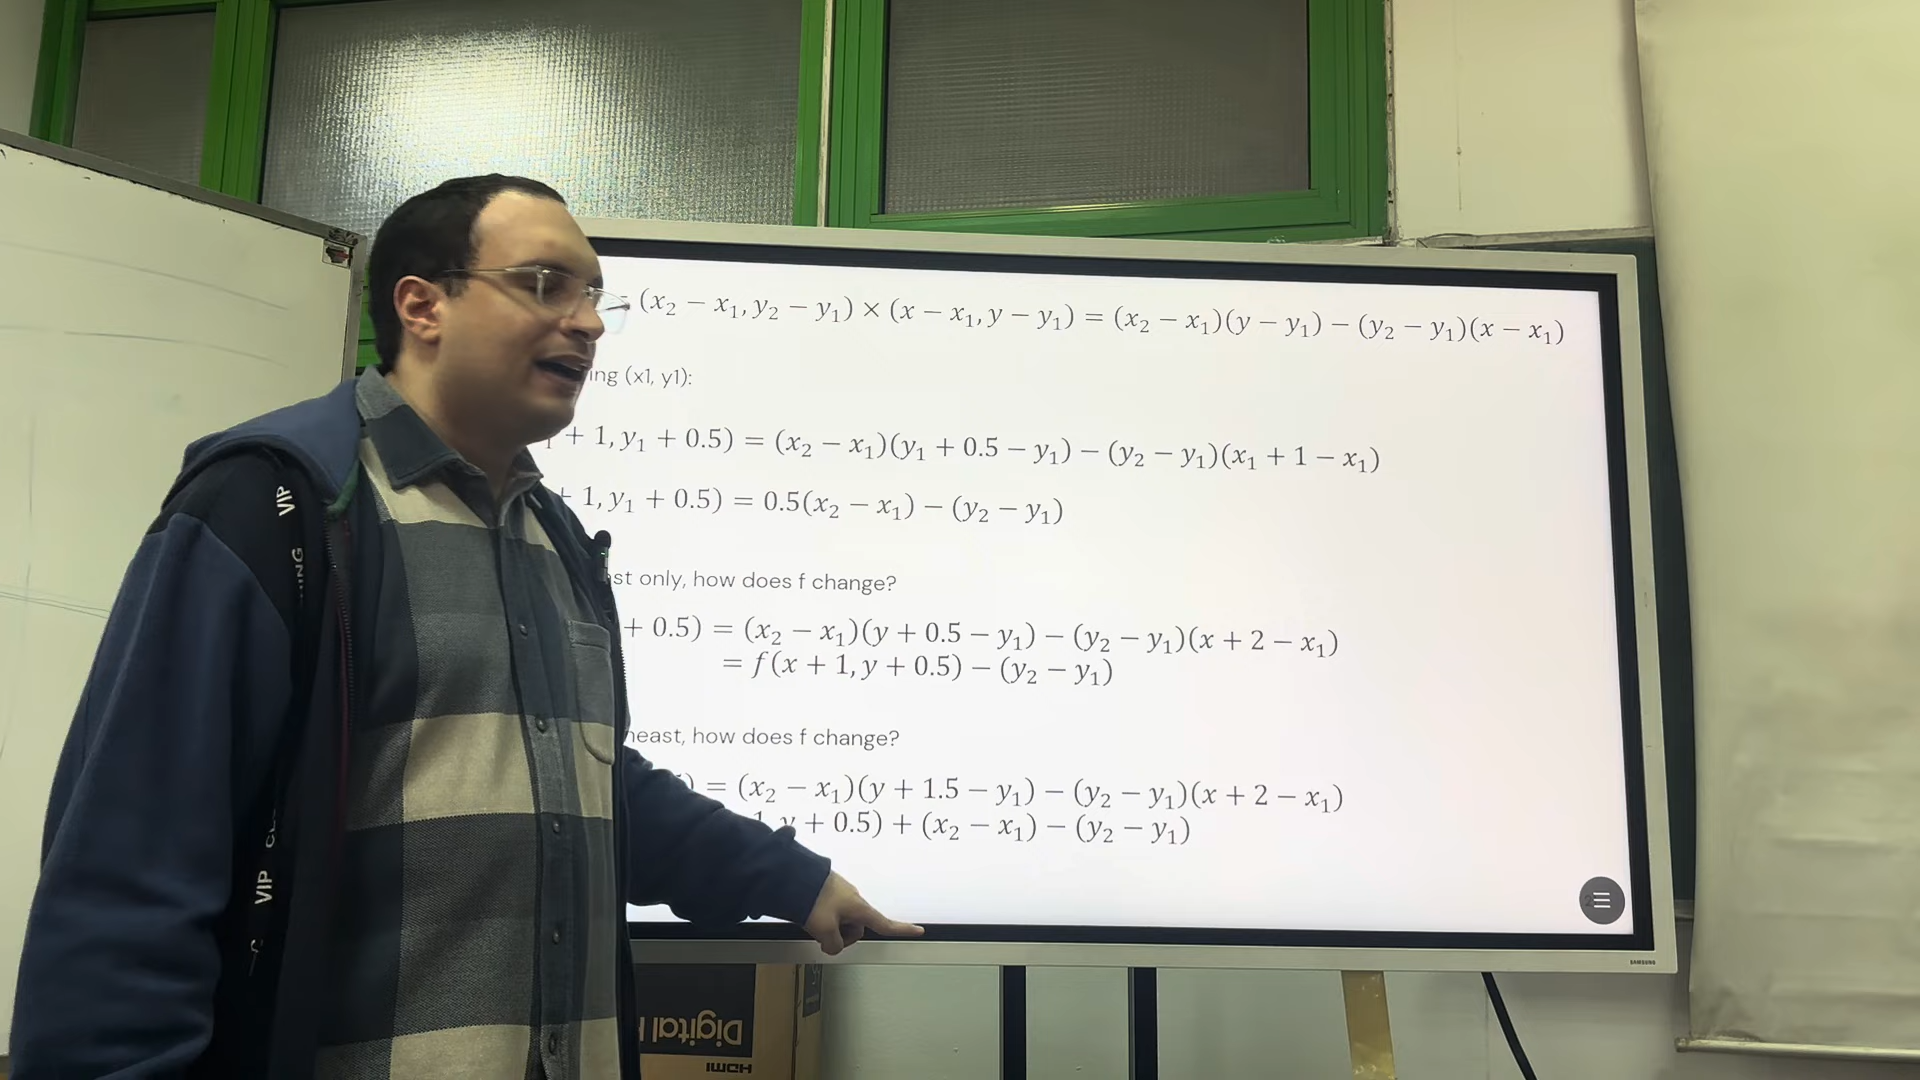 (x₂ − x₁, y₂ − y₁) × (x − x₁, y − y₁) = (x₂ − x₁)(y − y₁) − (y₂ − y₁)(x − x₁)
ing (x1, y1):
+ 1, y₁ + 0.5) = (x₂ − x₁)(y₁ + 0.5 − y₁) − (y₂ − y₁)(x₁ + 1 − x₁)
+ 1, y₁ + 0.5) = 0.5(x₂ − x₁) − (y₂ − y₁)
st only, how does f change?
+ 0.5) = (x₂ − x₁)(y + 0.5 − y₁) − (y₂ − y₁)(x + 2 − x₁)
= f(x + 1, y + 0.5) − (y₂ − y₁)
heast, how does f change?
) = (x₂ − x₁)(y + 1.5 − y₁) − (y₂ − y₁)(x + 2 − x₁)
1, y + 0.5) + (x₂ − x₁) − (y₂ − y₁)
SAMSUNG
VIP
VIP
Digital
HDMI